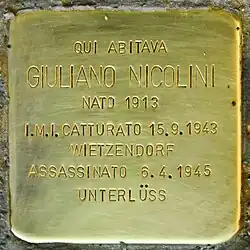 QUI ABITAVA
GIULIANO NICOLINI
NATO 1913
I.M.I. CATTURATO 15.9.1943
WIETZENDORF
ASSASSINATO 6.4.1945
UNTERLÜSS